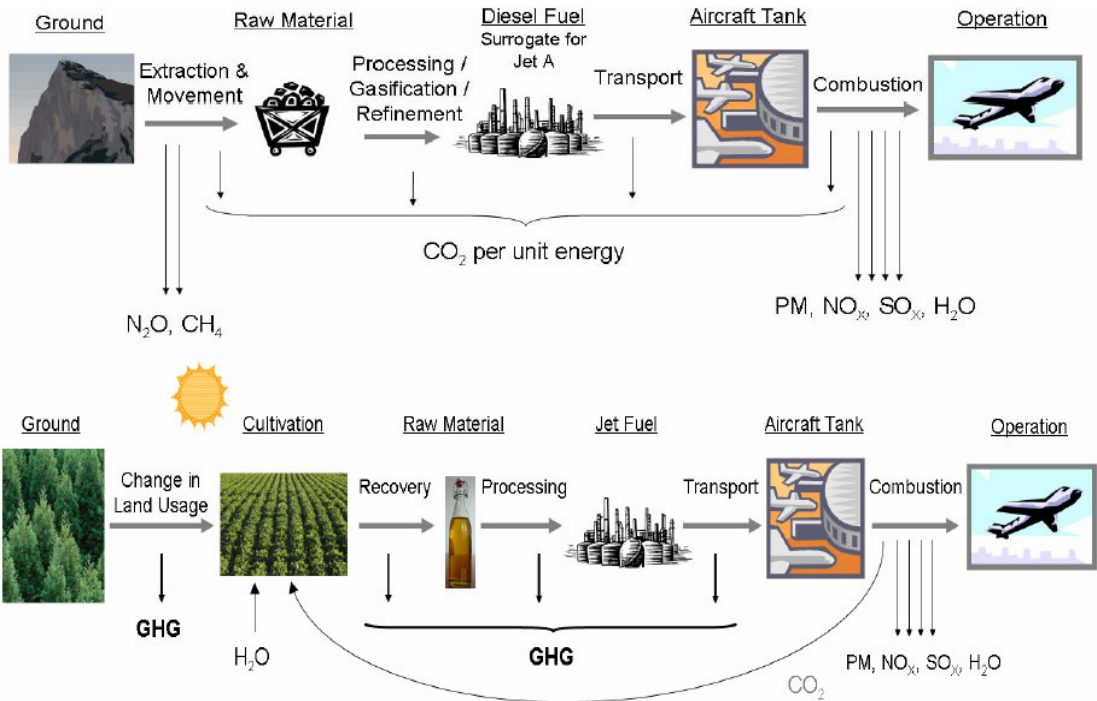 Ground
Raw Material
Diesel Fuel
Surrogate for
Jet A
Aircraft Tank
Operation
Extraction &
Movement
Processing /
Gasification /
Refinement
Transport
Combustion
CO₂ per unit energy
N₂O, CH₄
PM, NOₓ, SOₓ, H₂O
Ground
Cultivation
Raw Material
Jet Fuel
Aircraft Tank
Operation
Change in
Land Usage
Recovery
Processing
Transport
Combustion
GHG
H₂O
GHG
CO₂
PM, NOₓ, SOₓ, H₂O